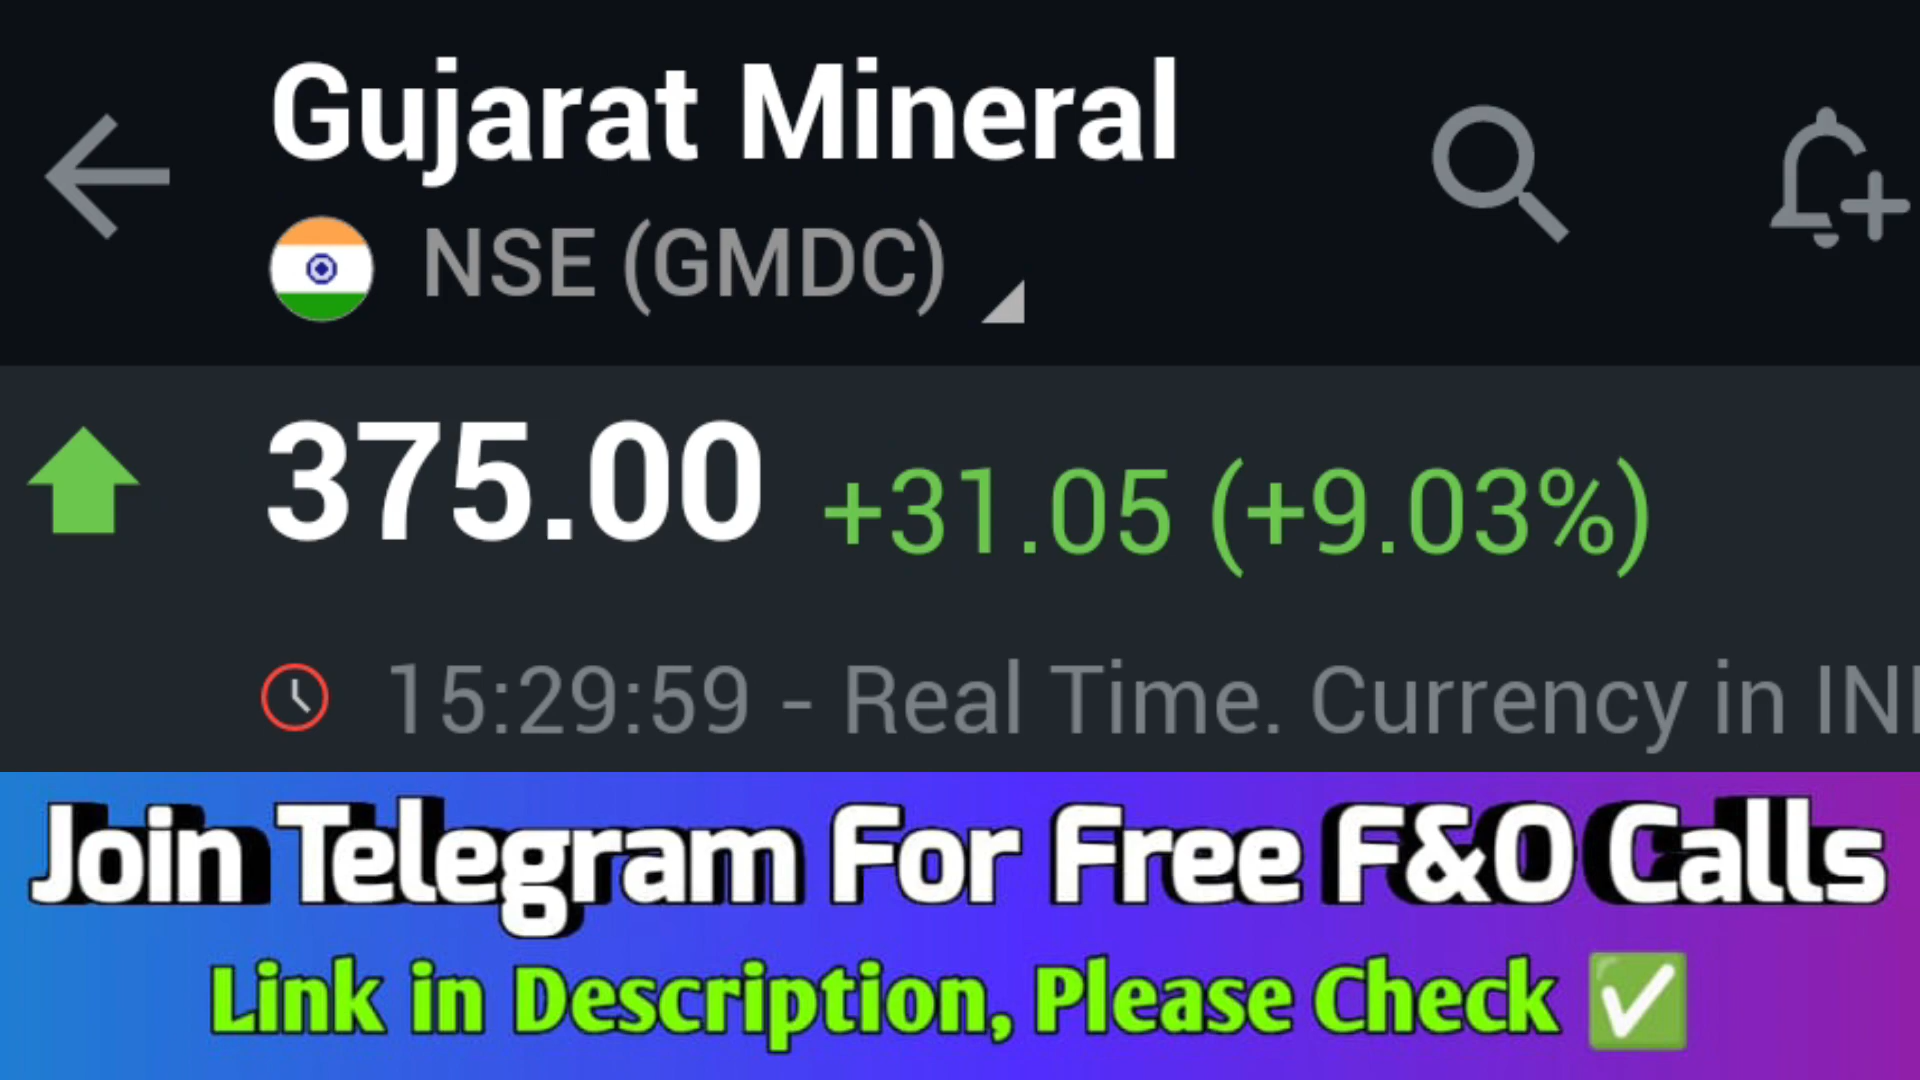 Gujarat Mineral
NSE (GMDC)
375.00 +31.05 (+9.03%)
15:29:59 - Real Time. Currency in
Join Telegram For Free F&O Calls
Link in Description, Please Check